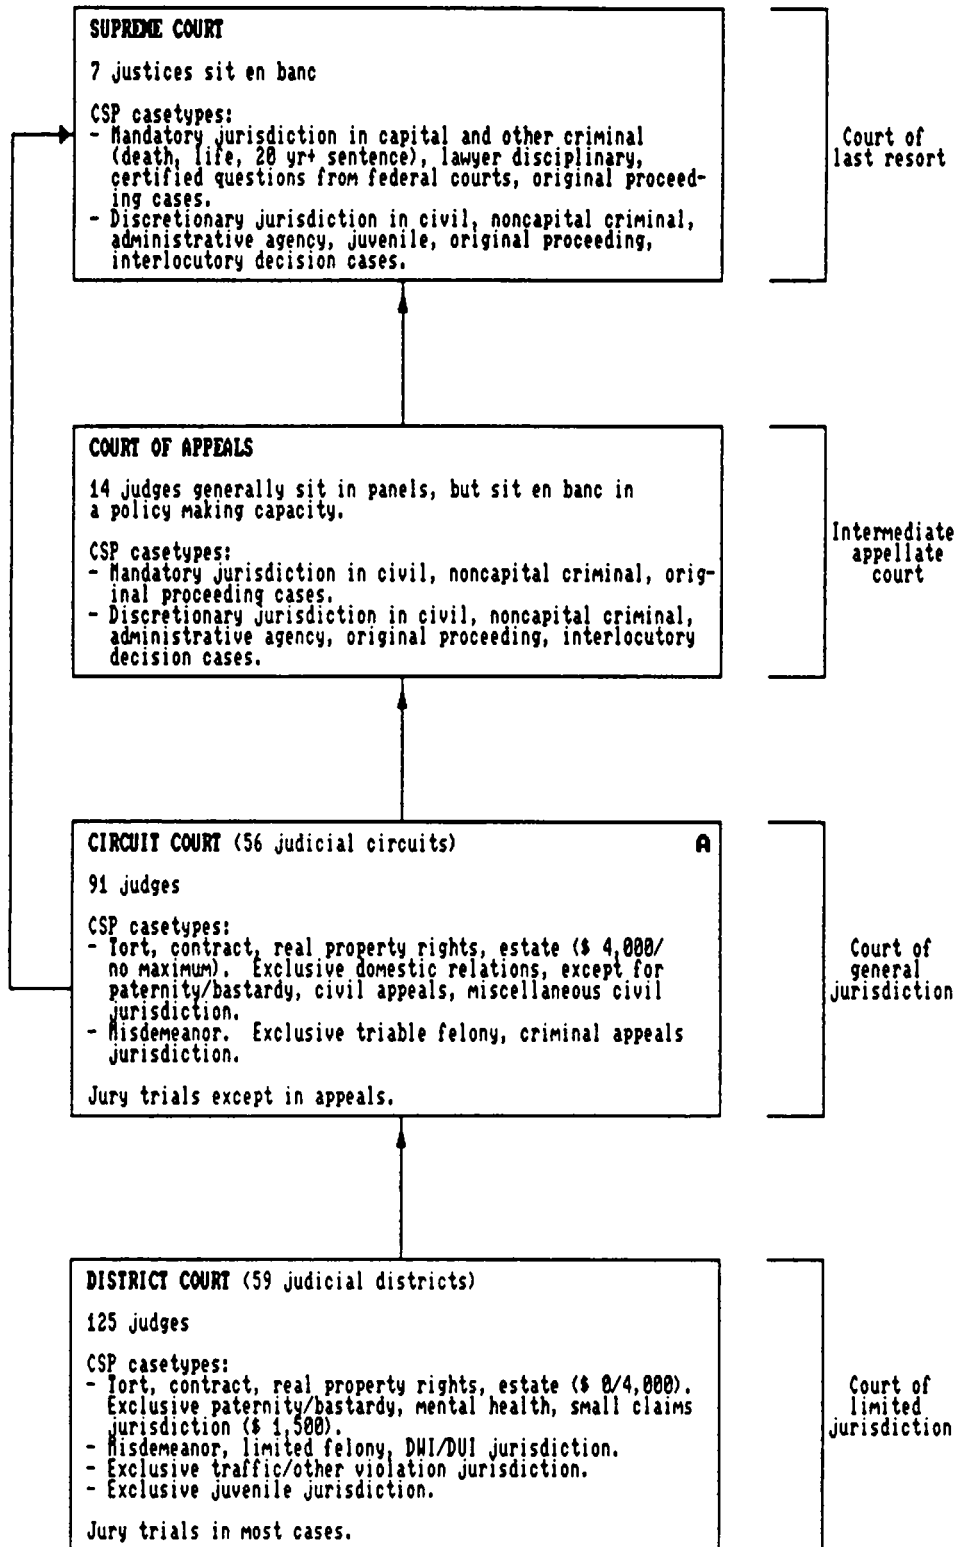 SUPREME COURT
7 justices sit en banc
CSP casetypes:
- Mandatory jurisdiction in capital and other criminal
(death, life, 20 yr+ sentence), lawyer disciplinary,
certified questions from federal courts, original proceed-
ing cases.
- Discretionary jurisdiction in civil, noncapital criminal,
administrative agency, juvenile, original proceeding,
interlocutory decision cases.
Court of
last resort
COURT OF APPEALS
14 judges generally sit in panels, but sit en banc in
a policy making capacity.
CSP casetypes:
- Mandatory jurisdiction in civil, noncapital criminal, orig-
inal proceeding cases.
- Discretionary jurisdiction in civil, noncapital criminal,
administrative agency, original proceeding, interlocutory
decision cases.
Intermediate
appellate
court
CIRCUIT COURT (56 judicial circuits) A
91 judges
CSP casetypes:
- Tort, contract, real property rights, estate ($ 4,000/
no maximum). Exclusive domestic relations, except for
paternity/bastardy, civil appeals, miscellaneous civil
jurisdiction.
- Misdemeanor. Exclusive triable felony, criminal appeals
jurisdiction.
Jury trials except in appeals.
Court of
general
jurisdiction
DISTRICT COURT (59 judicial districts)
125 judges
CSP casetypes:
- Tort, contract, real property rights, estate ($ 0/4,000).
Exclusive paternity/bastardy, mental health, small claims
jurisdiction ($ 1,500).
- Misdemeanor, limited felony, DWI/DUI jurisdiction.
- Exclusive traffic/other violation jurisdiction.
- Exclusive juvenile jurisdiction.
Jury trials in most cases.
Court of
limited
jurisdiction